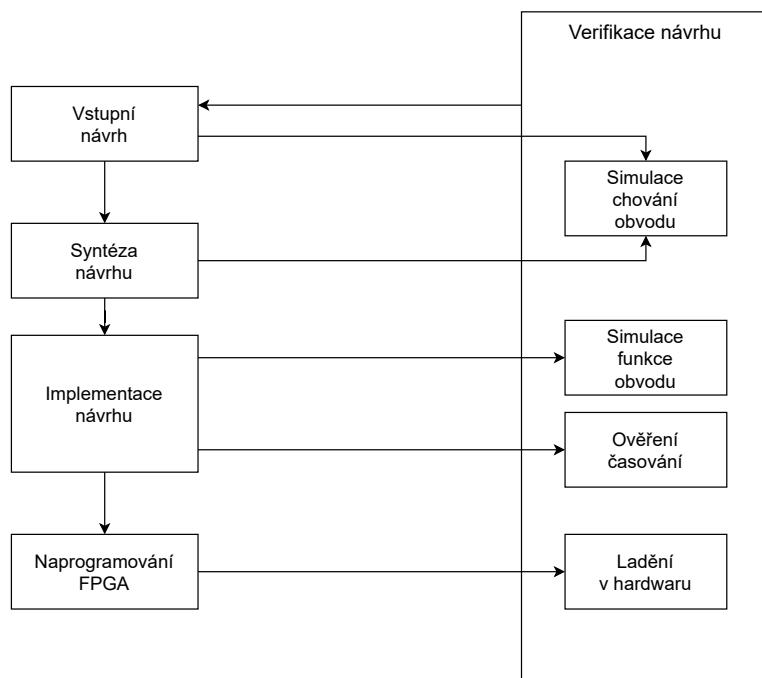 Verifikace návrhu
Vstupní
návrh
Simulace
chování
obvodu
Syntéza
návrhu
Simulace
funkce
obvodu
Implementace
návrhu
Ověření
časování
Naprogramování
FPGA
Ladění
v hardwaru